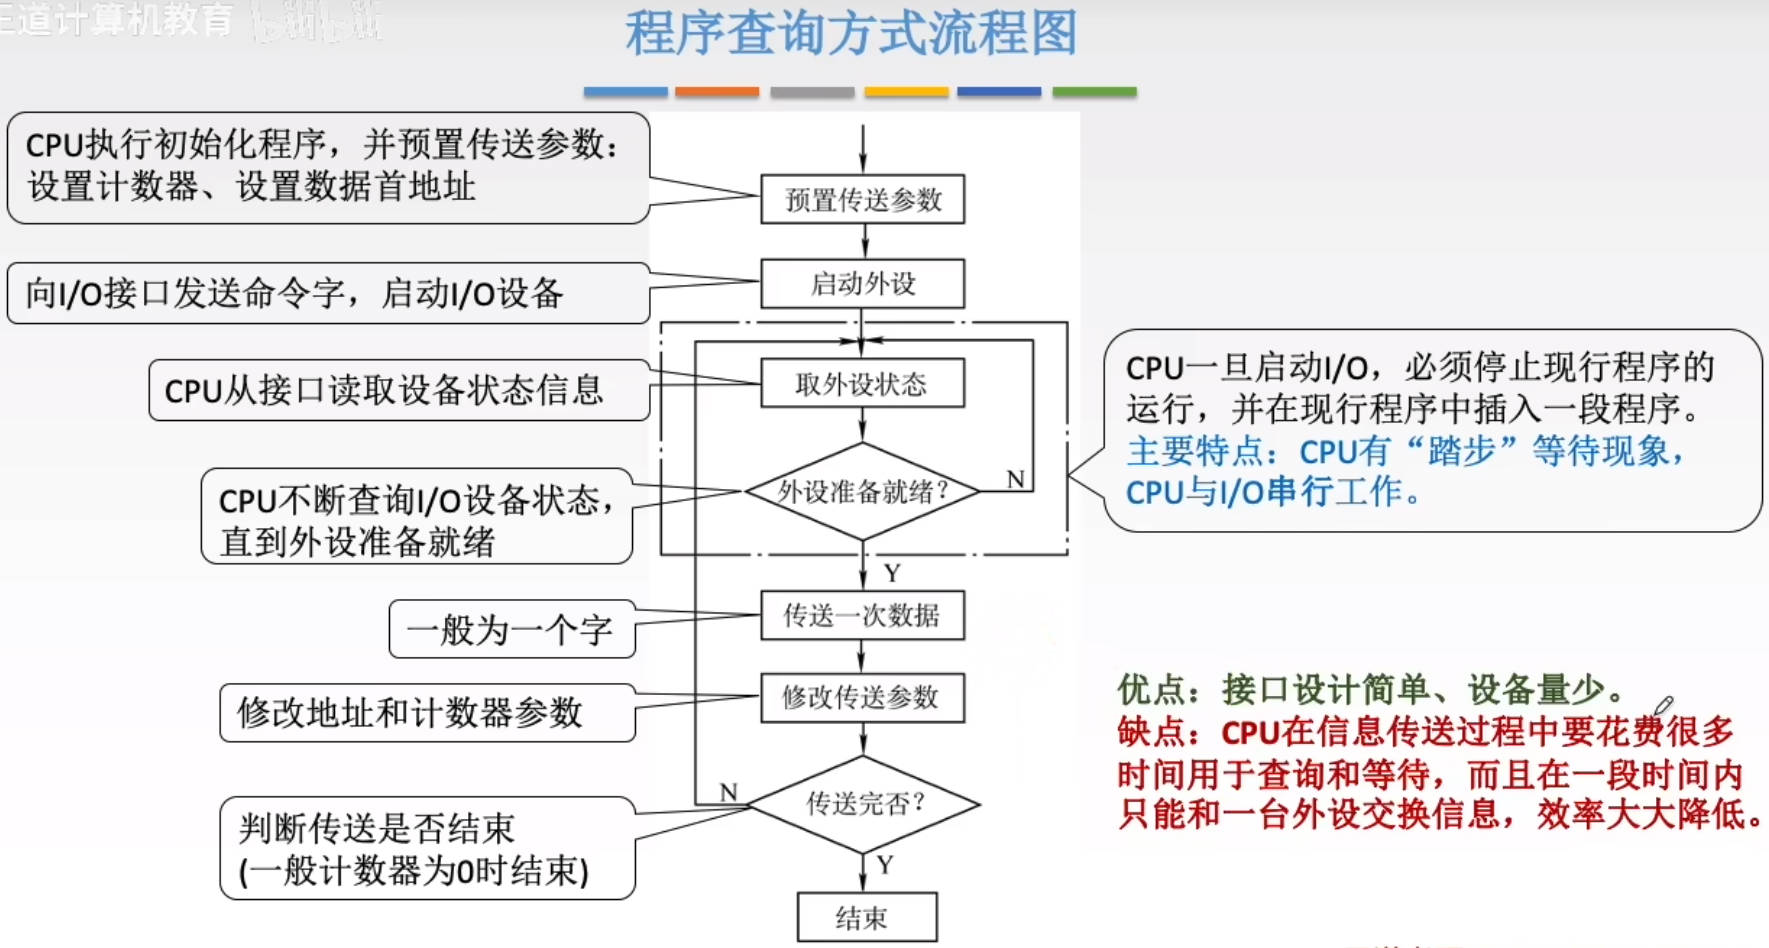 王道计算机教育 bilibili
程序查询方式流程图
CPU执行初始化程序，并预置传送参数：
设置计数器、设置数据首地址
预置传送参数
向I/O接口发送命令字，启动I/O设备
启动外设
CPU从接口读取设备状态信息
取外设状态
CPU不断查询I/O设备状态，
直到外设准备就绪
外设准备就绪？
N
Y
CPU一旦启动I/O，必须停止现行程序的
运行，并在现行程序中插入一段程序。
主要特点：CPU有“踏步”等待现象，
CPU与I/O串行工作。
一般为一个字
传送一次数据
修改地址和计数器参数
修改传送参数
判断传送是否结束
(一般计数器为0时结束)
N
传送完否？
Y
结束
优点：接口设计简单、设备量少。
缺点：CPU在信息传送过程中要花费很多
时间用于查询和等待，而且在一段时间内
只能和一台外设交换信息，效率大大降低。